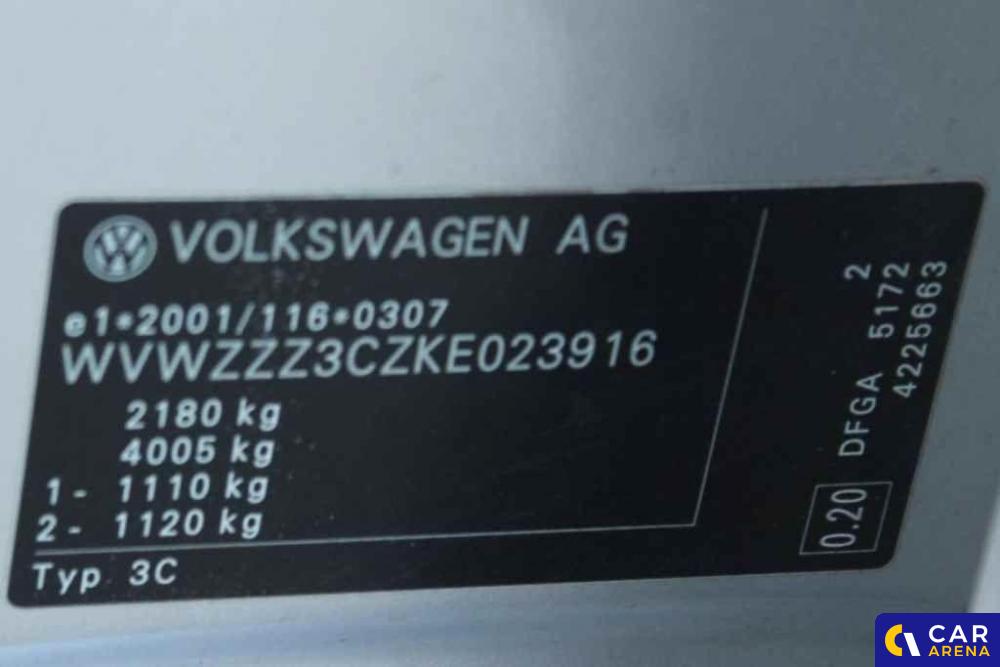 VOLKSWAGEN AG
e1*2001/116*0307
WVWZZZ3CZKE023916
2180 kg
4005 kg
1- 1110 kg
2- 1120 kg
Typ 3C
2
DFGA 5172
4225663
0.20
CAR
ARENA